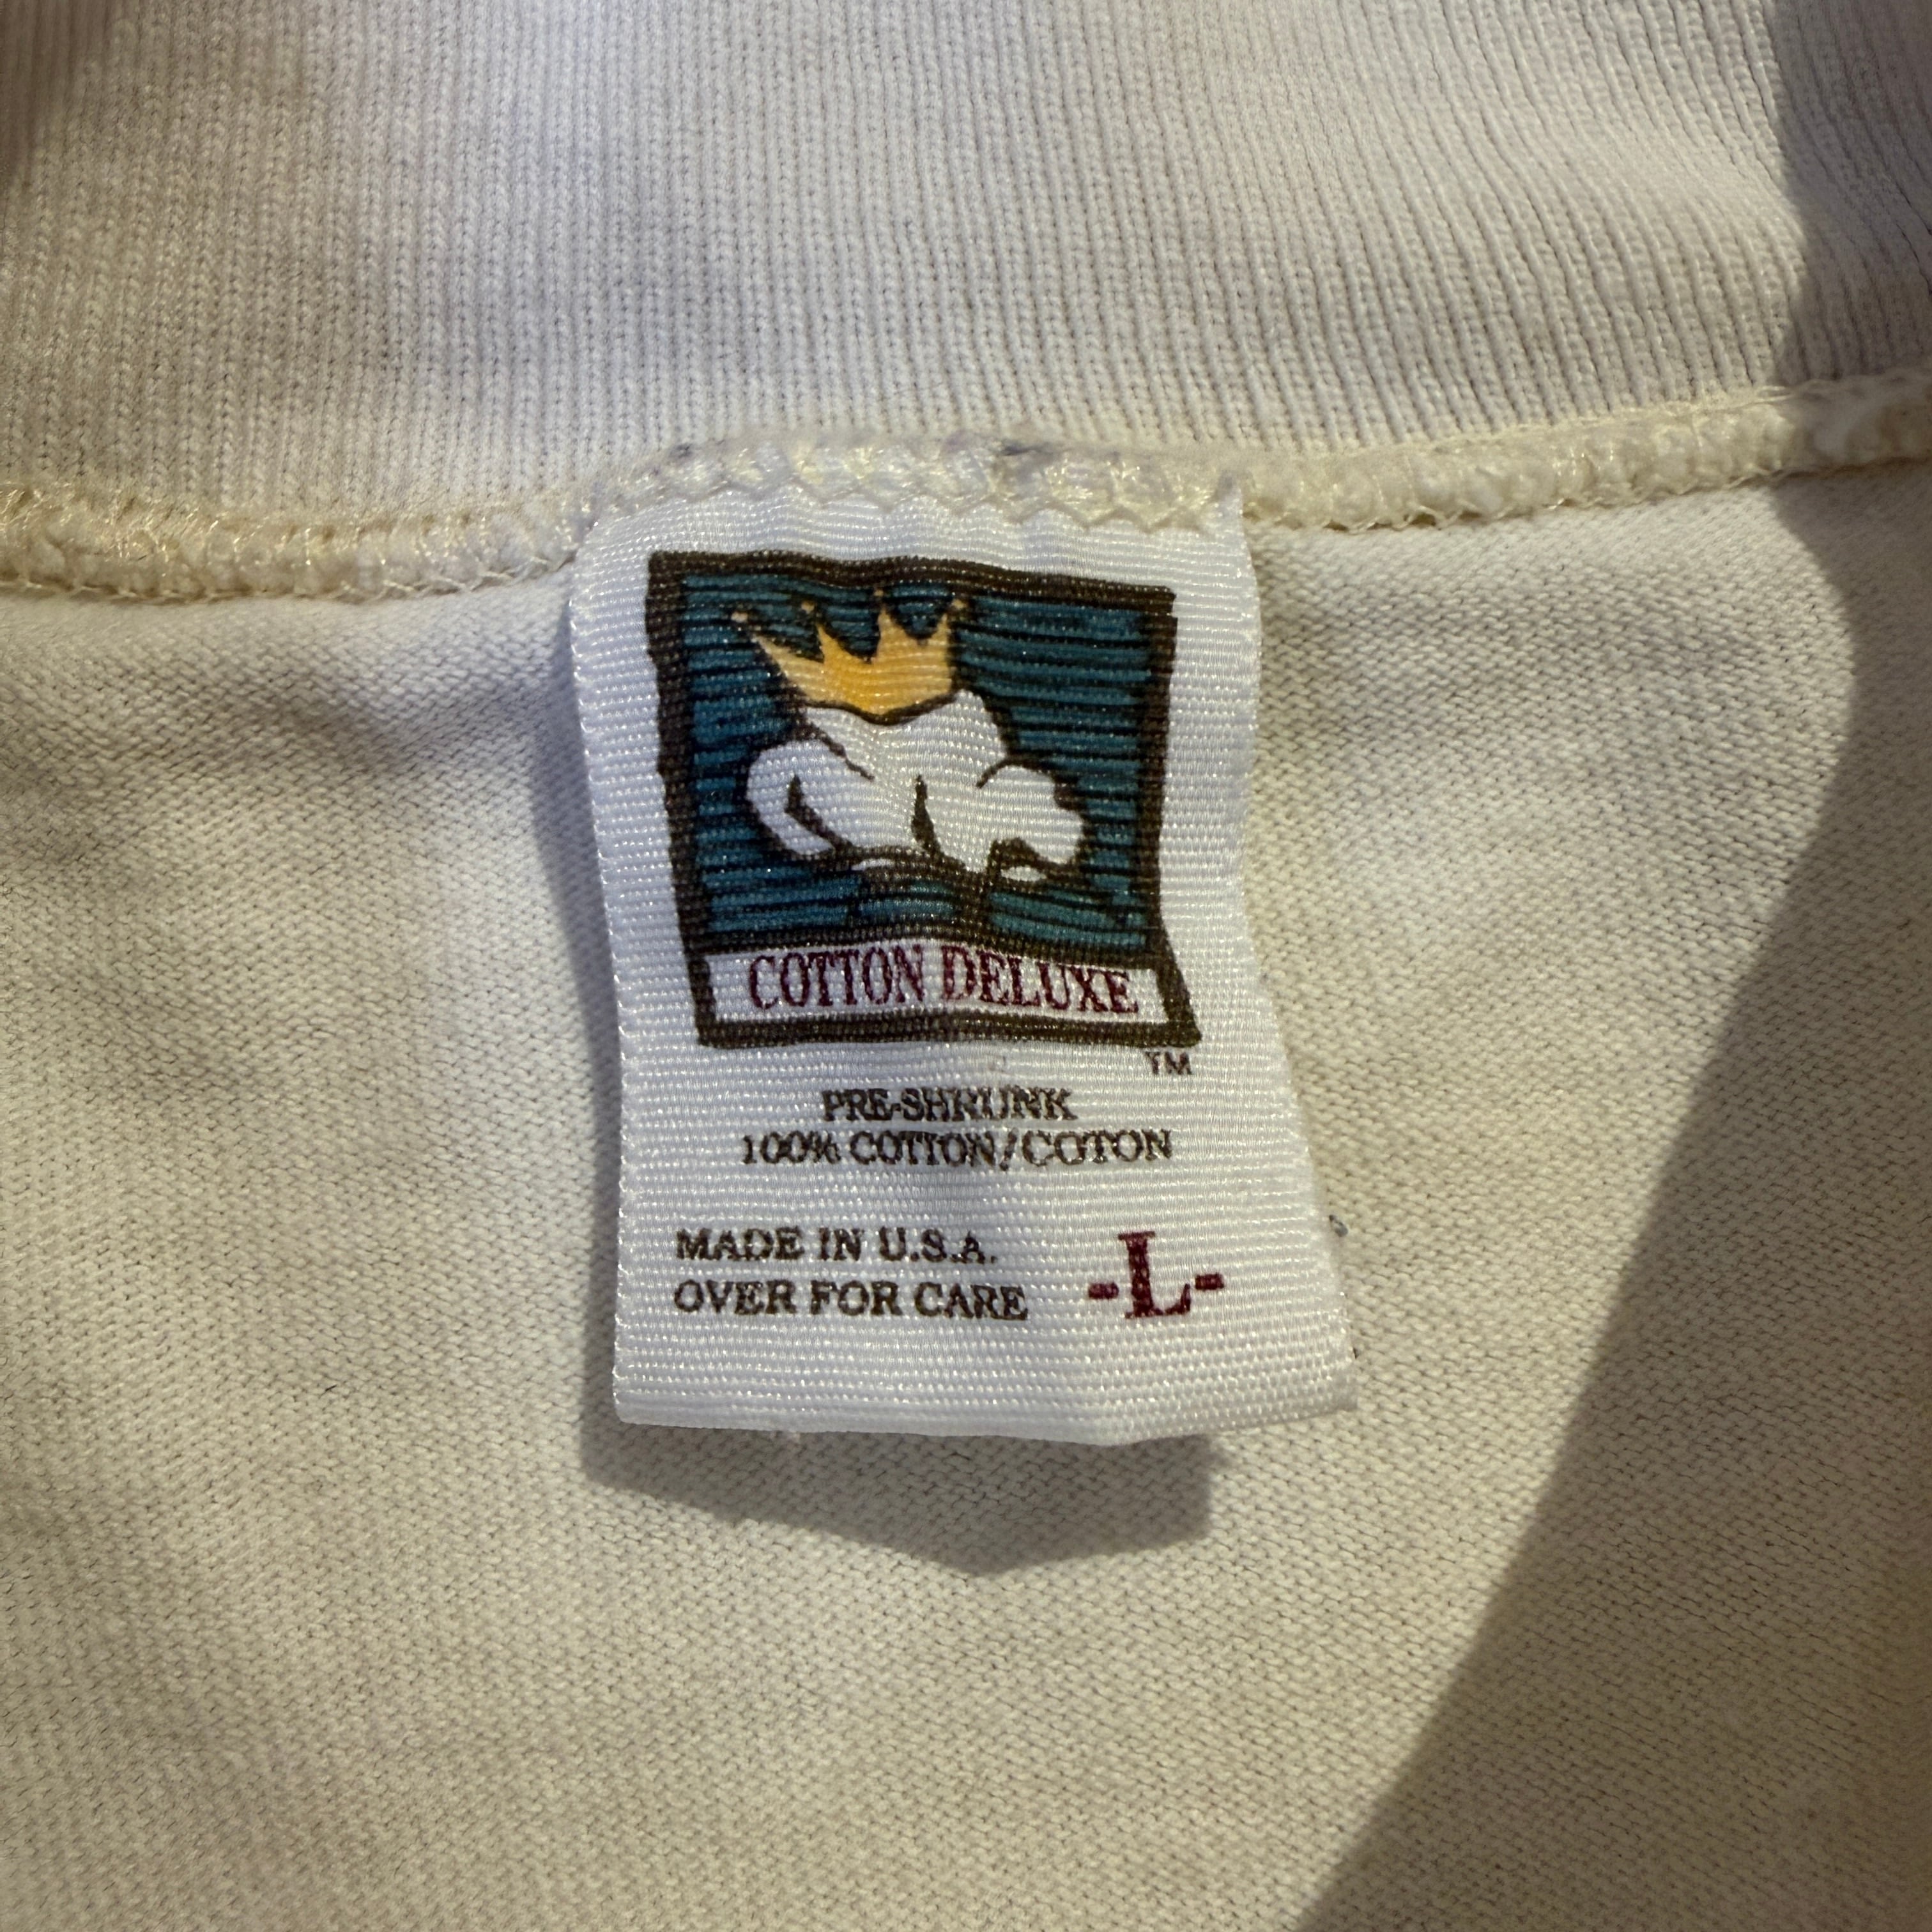 COTTON DELUXE
TM
PRE-SHRUNK
100% COTTON/COTON
MADE IN U.S.A.
OVER FOR CARE
-L-